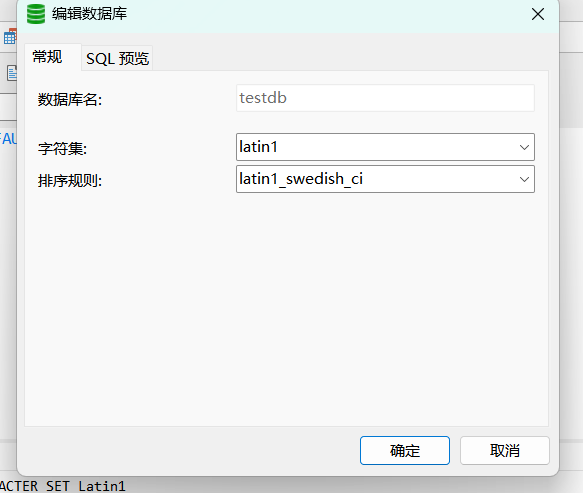 编辑数据库
常规
SQL 预览
数据库名:
testdb
FAU
字符集:
latin1
排序规则:
latin1_swedish_ci
确定
取消
ACTER SET Latin1